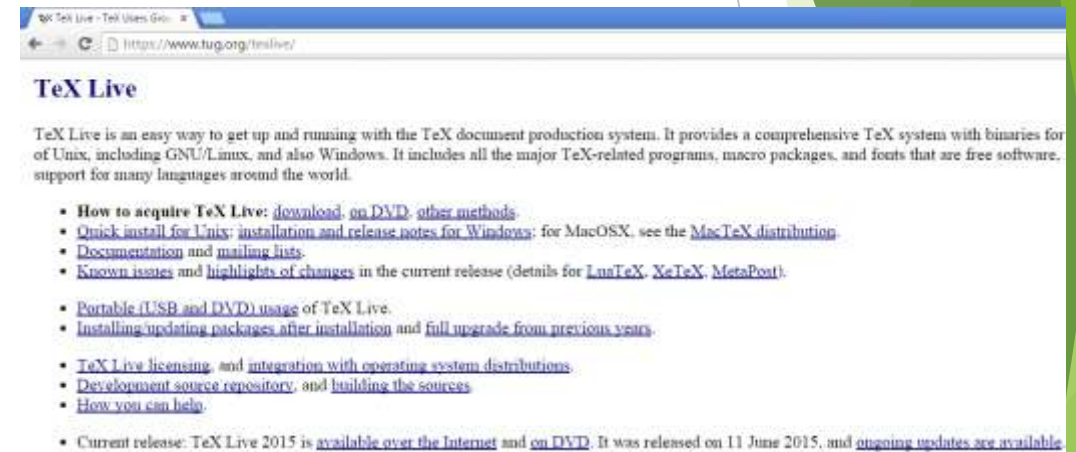 TeX Live - TeX Users Grou
https://www.tug.org/texlive/
TeX Live
TeX Live is an easy way to get up and running with the TeX document production system. It provides a comprehensive TeX system with binaries for
of Unix, including GNU/Linux, and also Windows. It includes all the major TeX-related programs, macro packages, and fonts that are free software,
support for many languages around the world.
• How to acquire TeX Live: download, on DVD, other methods.
• Quick install for Unix; installation and release notes for Windows; for MacOSX, see the MacTeX distribution.
• Documentation and mailing lists.
• Known issues and highlights of changes in the current release (details for LuaTeX, XeTeX, MetaPost).
• Portable (USB and DVD) usage of TeX Live.
• Installing/updating packages after installation and full upgrade from previous years.
• TeX Live licensing, and integration with operating system distributions.
• Development source repository, and building the sources.
• How you can help.
• Current release: TeX Live 2015 is available over the Internet and on DVD. It was released on 11 June 2015, and ongoing updates are available.